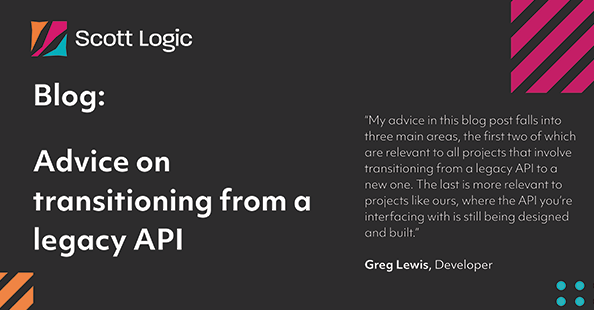 Scott Logic
Blog:
Advice on
transitioning from a
legacy API
“My advice in this blog post falls into
three main areas, the first two of which
are relevant to all projects that involve
transitioning from a legacy API to a
new one. The last is more relevant to
projects like ours, where the API you’re
interfacing with is still being designed
and built.”
Greg Lewis, Developer